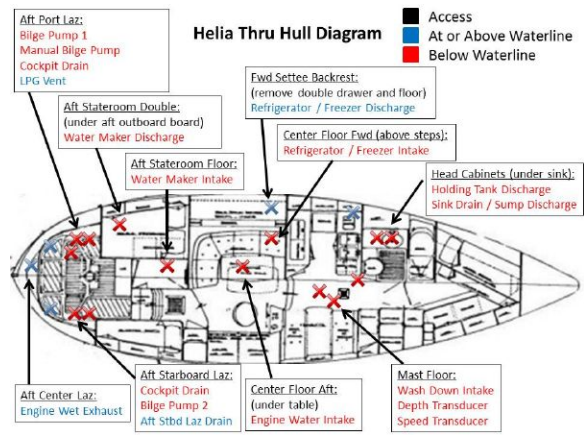 Helia Thru Hull Diagram
Access
At or Above Waterline
Below Waterline
Aft Port Laz:
Bilge Pump 1
Manual Bilge Pump
Cockpit Drain
LPG Vent
Aft Stateroom Double:
(under aft outboard board)
Water Maker Discharge
Aft Stateroom Floor:
Water Maker Intake
Fwd Settee Backrest:
(remove double drawer and floor)
Refrigerator / Freezer Discharge
Center Floor Fwd (above steps):
Refrigerator / Freezer Intake
Head Cabinets (under sink):
Holding Tank Discharge
Sink Drain / Sump Discharge
Aft Center Laz:
Engine Wet Exhaust
Aft Starboard Laz:
Cockpit Drain
Bilge Pump 2
Aft Stbd Laz Drain
Center Floor Aft:
(under table)
Engine Water Intake
Mast Floor:
Wash Down Intake
Depth Transducer
Speed Transducer